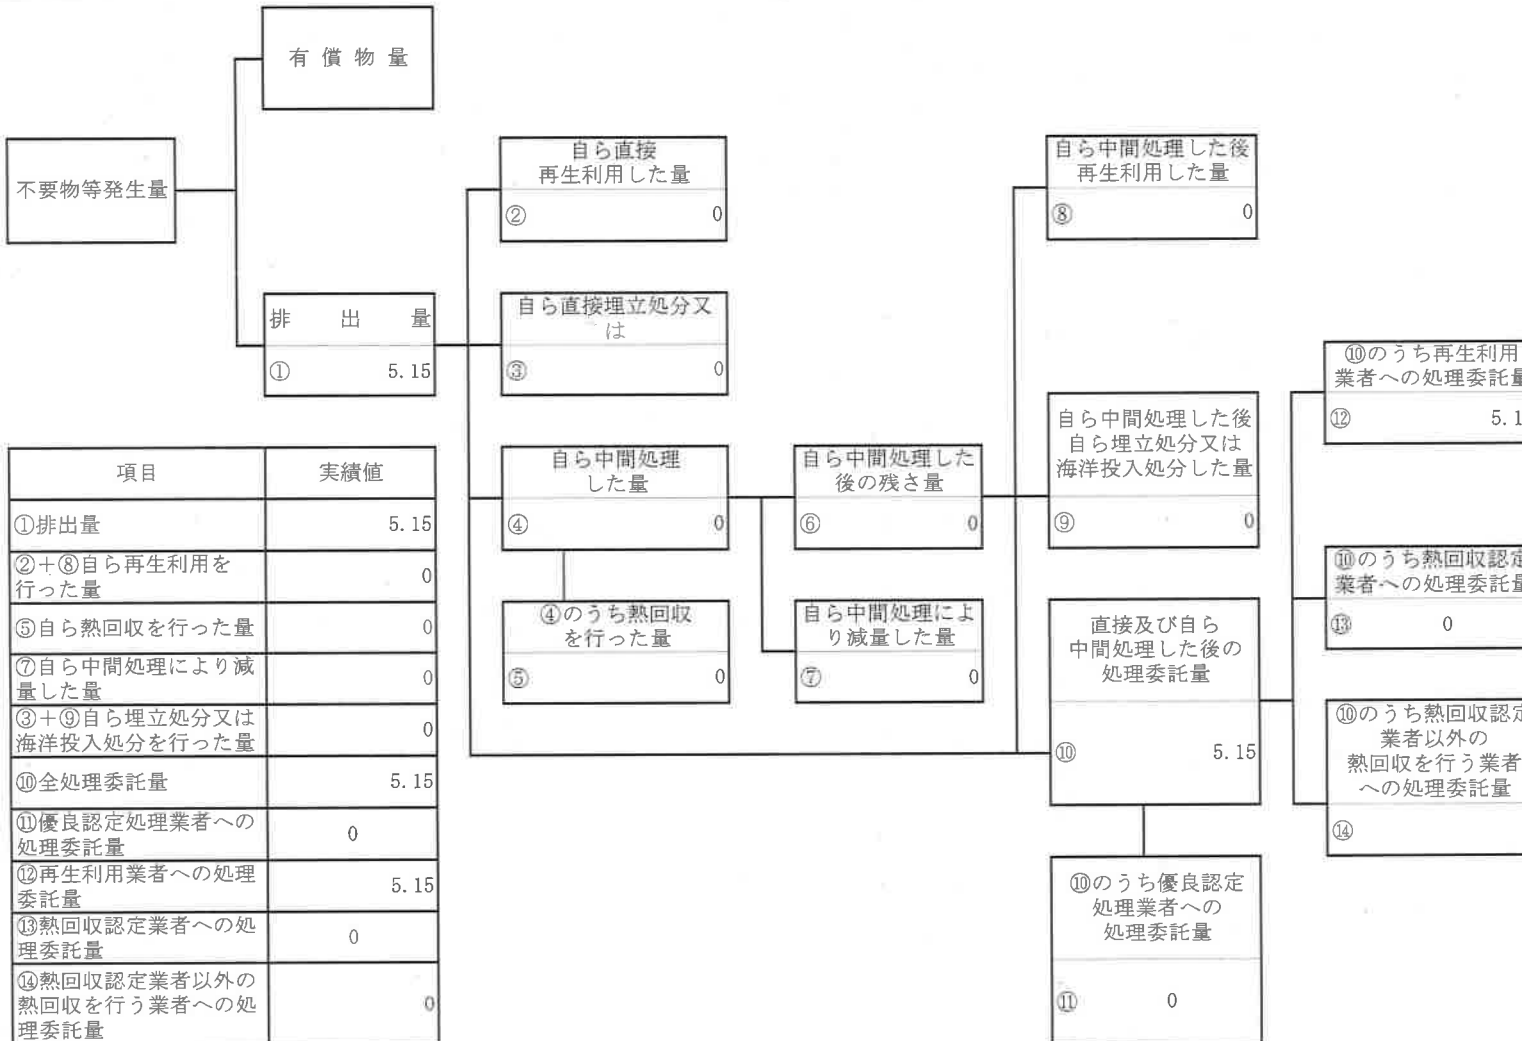 有償物量
不要物等発生量
排出量
① 5.15
自ら直接
再生利用した量
② 0
自ら直接埋立処分又
は
③ 0
自ら中間処理
した量
④ 0
④のうち熱回収
を行った量
⑤ 0
自ら中間処理した
後の残さ量
⑥ 0
自ら中間処理によ
り減量した量
⑦ 0
自ら中間処理した後
再生利用した量
⑧ 0
自ら中間処理した後
自ら埋立処分又は
海洋投入処分した量
⑨ 0
直接及び自ら
中間処理した後の
処理委託量
⑩ 5.15
⑩のうち優良認定
処理業者への
処理委託量
⑪ 0
⑩のうち再生利用
業者への処理委託量
⑫ 5.1
⑩のうち熱回収認定
業者への処理委託量
⑬ 0
⑩のうち熱回収認定
業者以外の
熱回収を行う業者
への処理委託量
⑭
項目 実績値
①排出量 5.15
②+⑧自ら再生利用を
行った量 0
⑤自ら熱回収を行った量 0
⑦自ら中間処理により減
量した量 0
③+⑨自ら埋立処分又は
海洋投入処分を行った量 0
⑩全処理委託量 5.15
⑪優良認定処理業者への
処理委託量 0
⑫再生利用業者への処理
委託量 5.15
⑬熱回収認定業者への処
理委託量 0
⑭熱回収認定業者以外の
熱回収を行う業者への処
理委託量 0